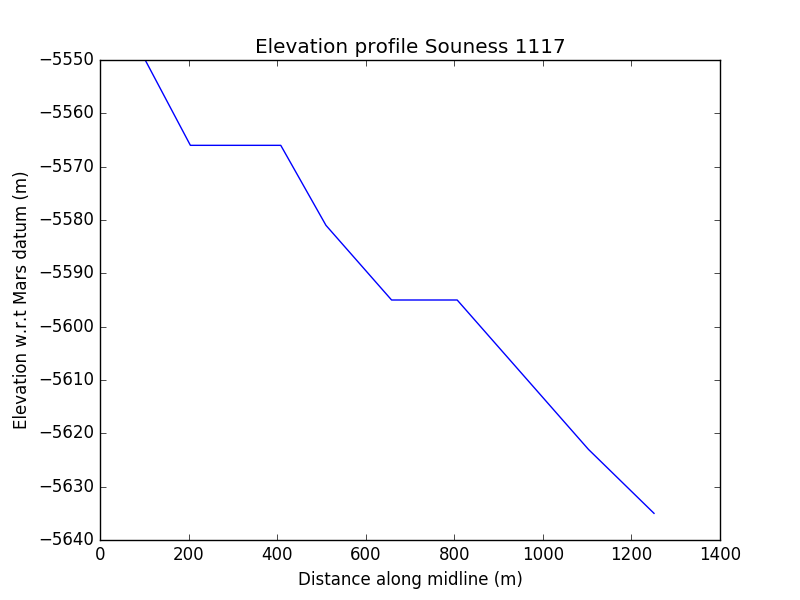 Elevation profile Souness 1117
−5550
−5560
−5570
−5580
−5590
−5600
−5610
−5620
−5630
−5640
Elevation w.r.t Mars datum (m)
0 200 400 600 800 1000 1200 1400
Distance along midline (m)